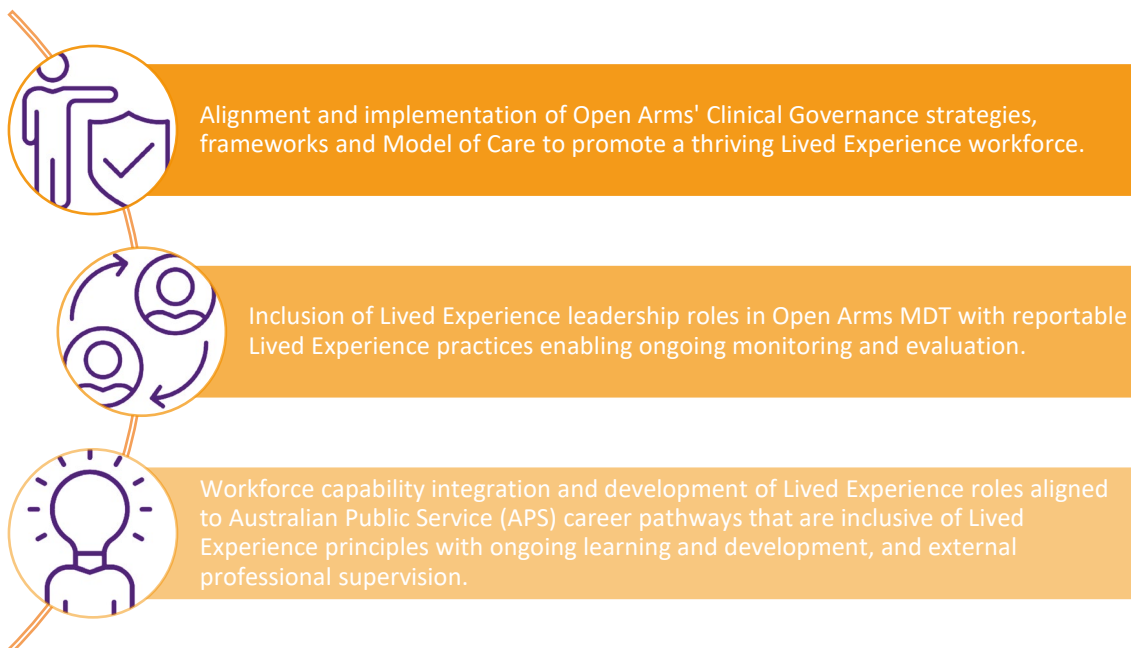 Alignment and implementation of Open Arms' Clinical Governance strategies,
frameworks and Model of Care to promote a thriving Lived Experience workforce.
Inclusion of Lived Experience leadership roles in Open Arms MDT with reportable
Lived Experience practices enabling ongoing monitoring and evaluation.
Workforce capability integration and development of Lived Experience roles aligned
to Australian Public Service (APS) career pathways that are inclusive of Lived
Experience principles with ongoing learning and development, and external
professional supervision.